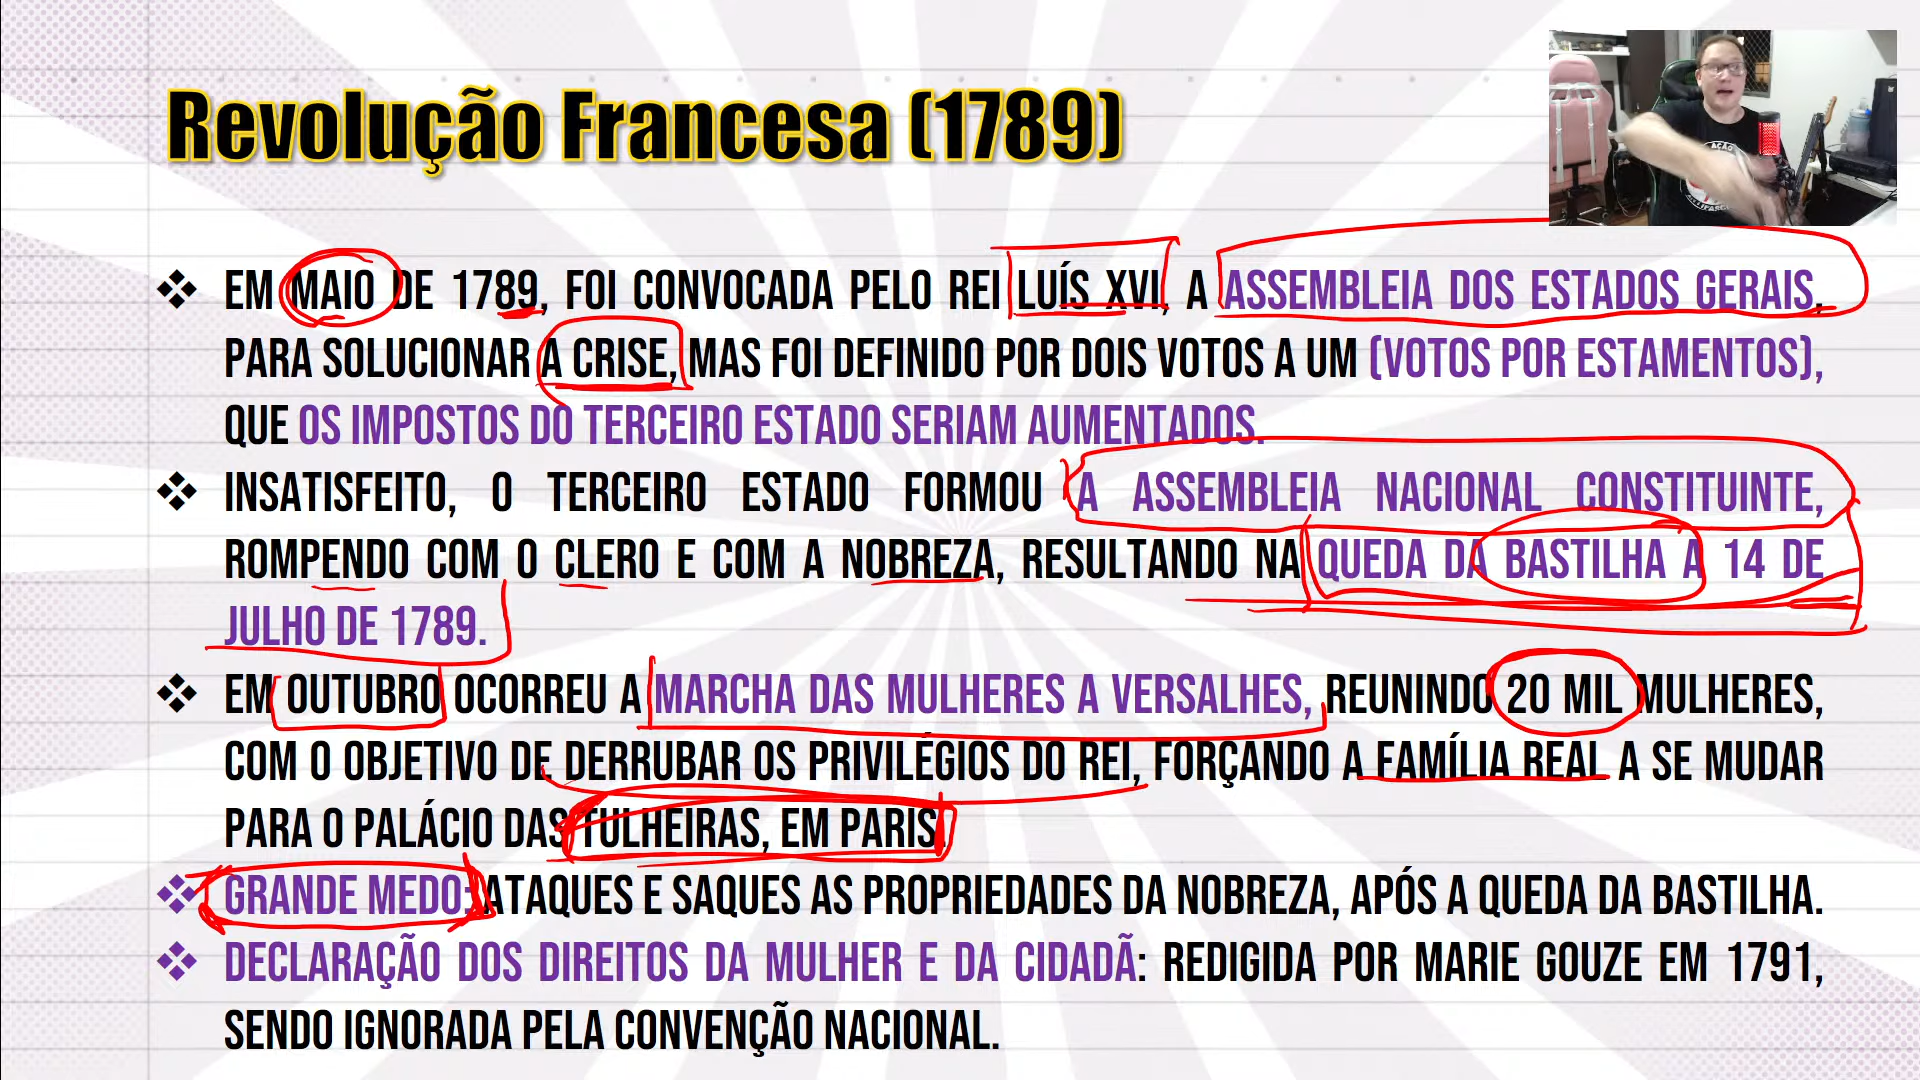 Revolução Francesa (1789)
EM MAIO DE 1789, FOI CONVOCADA PELO REI LUÍS XVI, A ASSEMBLEIA DOS ESTADOS GERAIS,
PARA SOLUCIONAR A CRISE, MAS FOI DEFINIDO POR DOIS VOTOS A UM (VOTOS POR ESTAMENTOS),
QUE OS IMPOSTOS DO TERCEIRO ESTADO SERIAM AUMENTADOS.
INSATISFEITO, O TERCEIRO ESTADO FORMOU A ASSEMBLEIA NACIONAL CONSTITUINTE,
ROMPENDO COM O CLERO E COM A NOBREZA, RESULTANDO NA QUEDA DA BASTILHA A 14 DE
JULHO DE 1789.
EM OUTUBRO OCORREU A MARCHA DAS MULHERES A VERSALHES, REUNINDO 20 MIL MULHERES,
COM O OBJETIVO DE DERRUBAR OS PRIVILÉGIOS DO REI, FORÇANDO A FAMÍLIA REAL A SE MUDAR
PARA O PALÁCIO DAS TULHEIRAS, EM PARIS.
GRANDE MEDO: ATAQUES E SAQUES AS PROPRIEDADES DA NOBREZA, APÓS A QUEDA DA BASTILHA.
DECLARAÇÃO DOS DIREITOS DA MULHER E DA CIDADÃ: REDIGIDA POR MARIE GOUZE EM 1791,
SENDO IGNORADA PELA CONVENÇÃO NACIONAL.